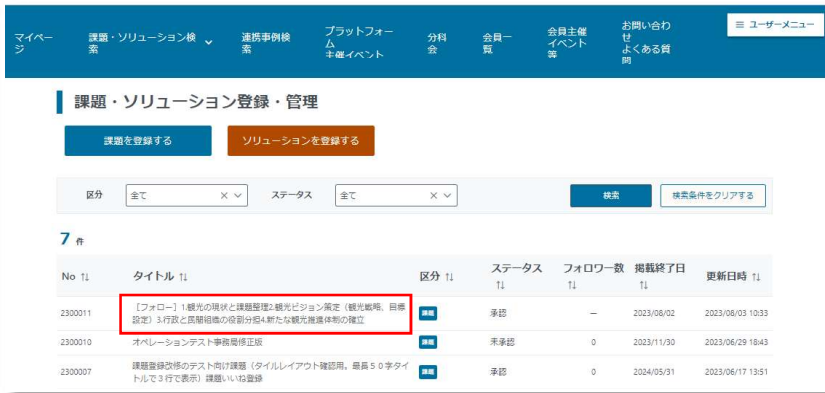 マイペー
ジ
課題・ソリューション検
索
連携事例検
索
プラットフォー
ム
主催イベント
分科
会
会員一
覧
会員主催
イベント
等
お問い合わ
せ
よくある質
問
≡ ユーザーメニュー
課題・ソリューション登録・管理
課題を登録する
ソリューションを登録する
区分 全て × ステータス 全て × 検索 検索条件をクリアする
7 件
No ↑↓ タイトル ↑↓ 区分 ↑↓ ステータス ↑↓ フォロワー数 ↑↓ 掲載終了日 ↑↓ 更新日時 ↑↓
2300011 [フォロー] 1.観光の現状と課題整理2.観光ビジョン策定（観光戦略、目標
設定）3.行政と民間組織の役割分担4.新たな観光推進体制の確立 課題 承認 － 2023/08/02 2023/08/03 10:33
2300010 オペレーションテスト事務局修正版 課題 未承認 0 2023/11/30 2023/06/29 18:43
2300007 課題登録改修のテスト向け課題（タイルレイアウト確認用。最長５０字タイ
トルで３行で表示）課題いいね登録 課題 承認 0 2024/05/31 2023/06/17 13:51